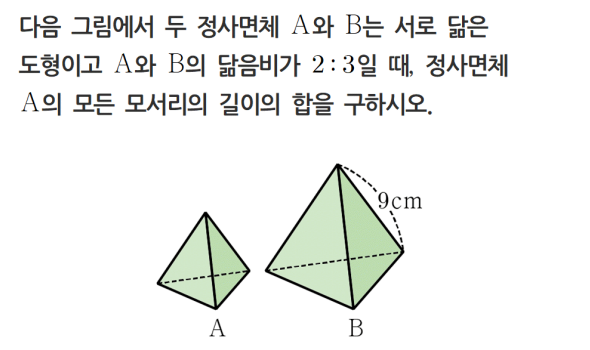 다음 그림에서 두 정사면체 A와 B는 서로 닮은
도형이고 A와 B의 닮음비가 2 : 3일 때, 정사면체
A의 모든 모서리의 길이의 합을 구하시오.
9cm
A
B